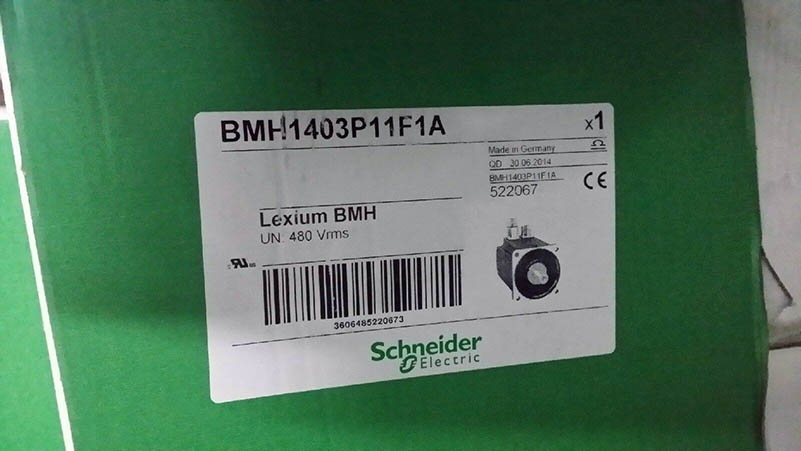 BMH1403P11F1A
x1
Made in Germany
QD 30.06.2014
BMH1403P11F1A
522067
CE
Lexium BMH
UN: 480 Vrms
3606485220673
Schneider
Electric